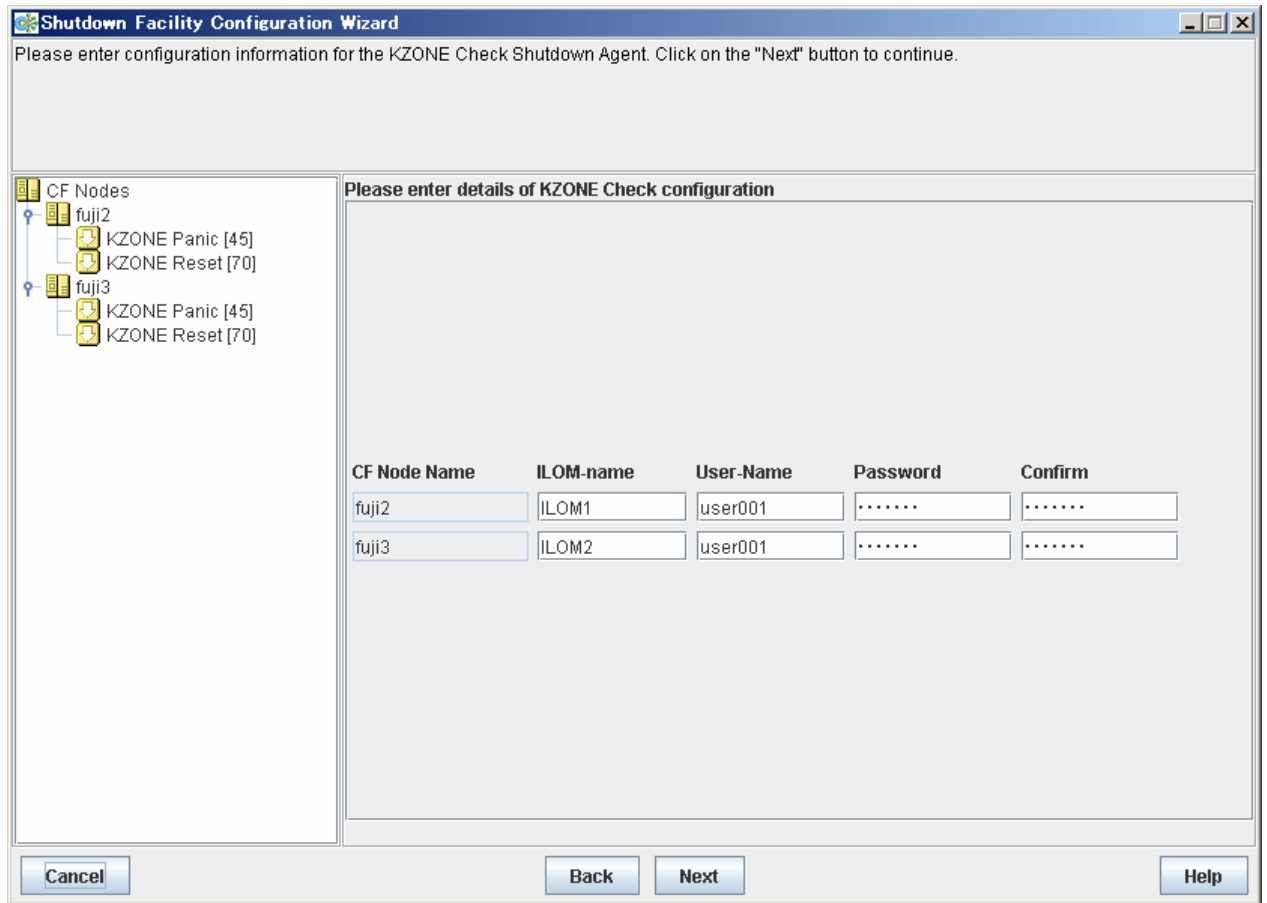 Shutdown Facility Configuration Wizard
Please enter configuration information for the KZONE Check Shutdown Agent. Click on the "Next" button to continue.
CF Nodes
fuji2
KZONE Panic [45]
KZONE Reset [70]
fuji3
KZONE Panic [45]
KZONE Reset [70]
Please enter details of KZONE Check configuration
CF Node Name ILOM-name User-Name Password Confirm
fuji2 ILOM1 user001 ······· ·······
fuji3 ILOM2 user001 ······· ·······
Cancel Back Next Help